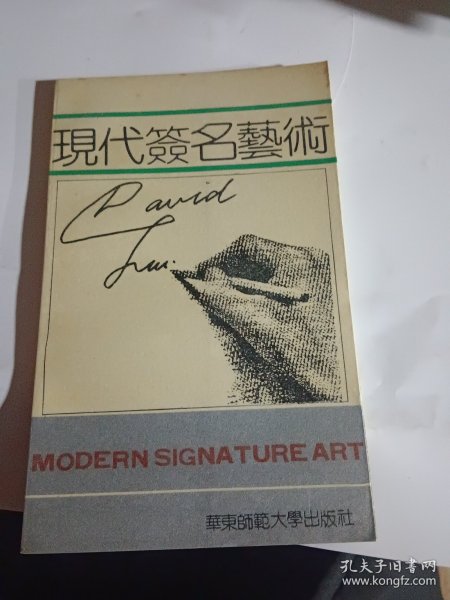 現代簽名藝術
David
MODERN SIGNATURE ART
華東師範大學出版社
孔夫子旧书网
www.kongfz.com